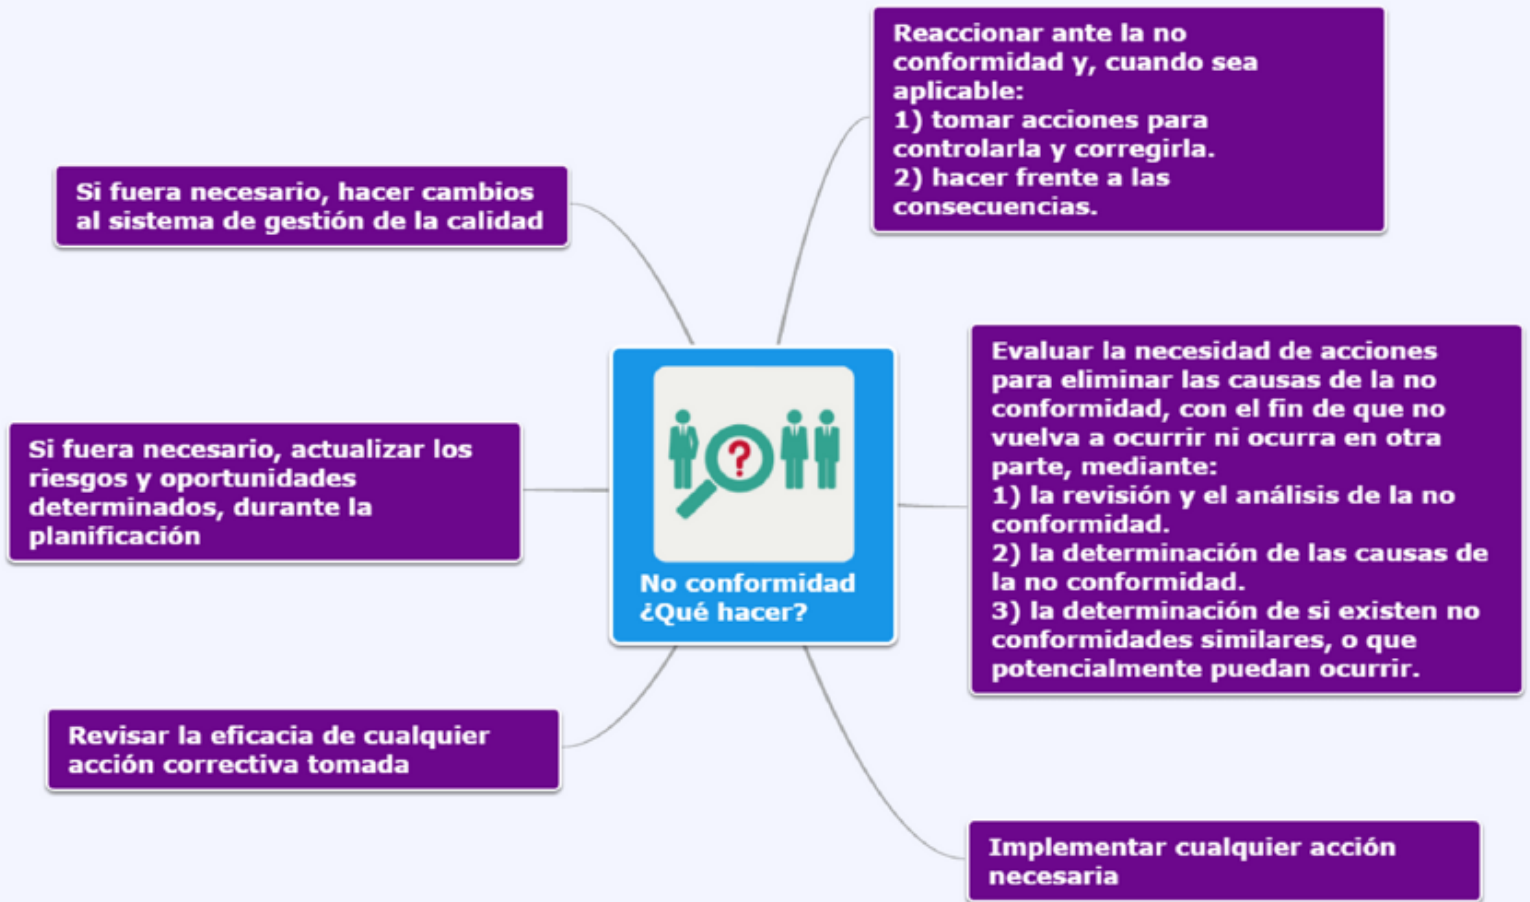 Reaccionar ante la no
conformidad y, cuando sea
aplicable:
1) tomar acciones para
controlarla y corregirla.
2) hacer frente a las
consecuencias.
Si fuera necesario, hacer cambios
al sistema de gestión de la calidad
Evaluar la necesidad de acciones
para eliminar las causas de la no
conformidad, con el fin de que no
vuelva a ocurrir ni ocurra en otra
parte, mediante:
1) la revisión y el análisis de la no
conformidad.
2) la determinación de las causas de
la no conformidad.
3) la determinación de si existen no
conformidades similares, o que
potencialmente puedan ocurrir.
Si fuera necesario, actualizar los
riesgos y oportunidades
determinados, durante la
planificación
?
No conformidad
¿Qué hacer?
Revisar la eficacia de cualquier
acción correctiva tomada
Implementar cualquier acción
necesaria